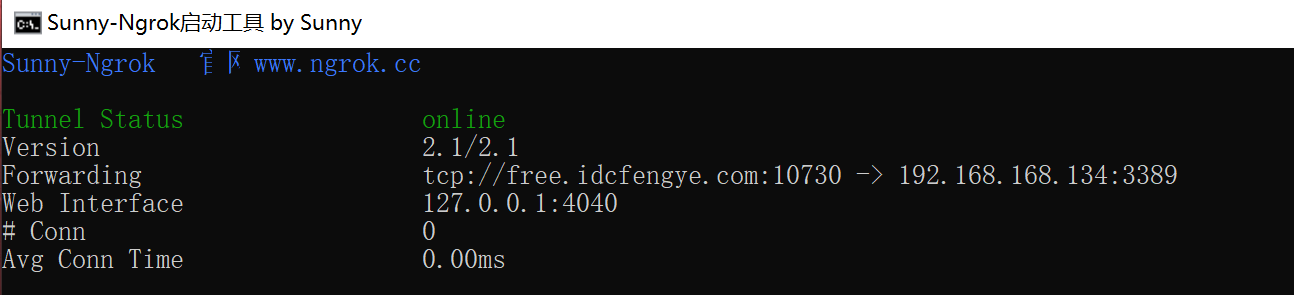 Sunny-Ngrok启动工具 by Sunny
Sunny-Ngrok 官网 www.ngrok.cc
Tunnel Status online
Version 2.1/2.1
Forwarding tcp://free.idcfengye.com:10730 -> 192.168.168.134:3389
Web Interface 127.0.0.1:4040
# Conn 0
Avg Conn Time 0.00ms